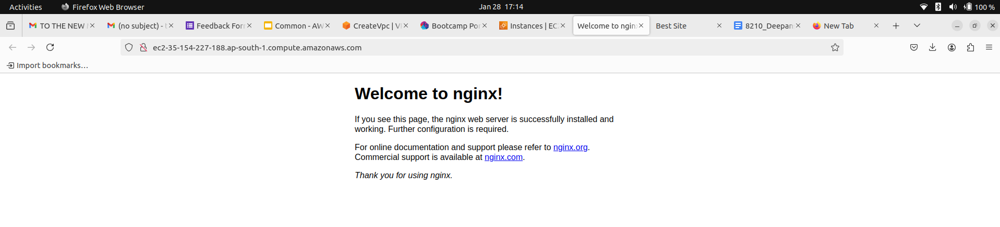 Activities Firefox Web Browser Jan 28 17:14 100 %
TO THE NEW (no subject) - Feedback For Common - AW CreateVpc | V Bootcamp Po Instances | EC Welcome to ngin Best Site 8210_Deepan New Tab
ec2-35-154-227-188.ap-south-1.compute.amazonaws.com
Import bookmarks…
Welcome to nginx!
If you see this page, the nginx web server is successfully installed and
working. Further configuration is required.
For online documentation and support please refer to nginx.org.
Commercial support is available at nginx.com.
Thank you for using nginx.